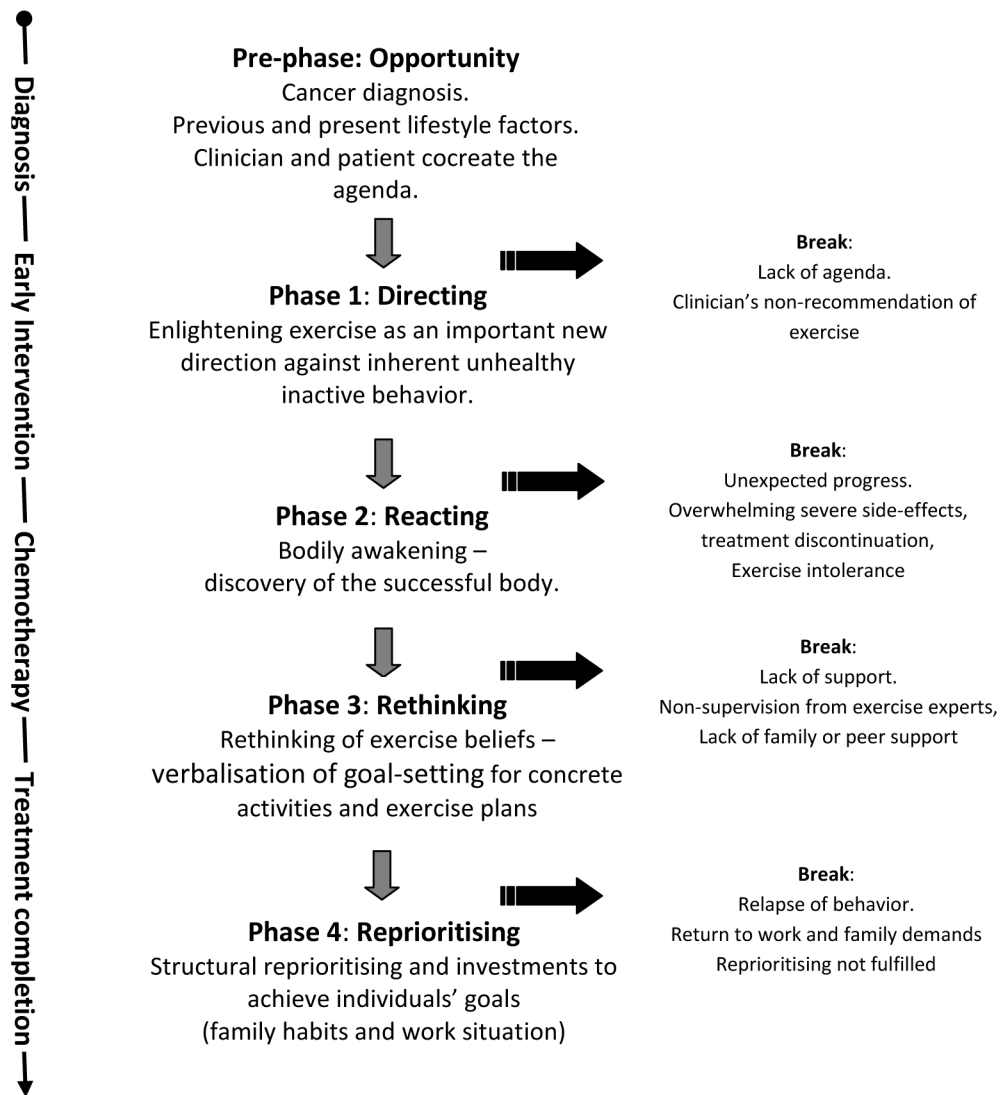 Diagnosis
Early Intervention
Chemotherapy
Treatment completion
Pre-phase: Opportunity
Cancer diagnosis.
Previous and present lifestyle factors.
Clinician and patient cocreate the
agenda.
Break:
Lack of agenda.
Clinician’s non-recommendation of
exercise
Phase 1: Directing
Enlightening exercise as an important new
direction against inherent unhealthy
inactive behavior.
Break:
Unexpected progress.
Overwhelming severe side-effects,
treatment discontinuation,
Exercise intolerance
Phase 2: Reacting
Bodily awakening –
discovery of the successful body.
Break:
Lack of support.
Non-supervision from exercise experts,
Lack of family or peer support
Phase 3: Rethinking
Rethinking of exercise beliefs –
verbalisation of goal-setting for concrete
activities and exercise plans
Break:
Relapse of behavior.
Return to work and family demands
Reprioritising not fulfilled
Phase 4: Reprioritising
Structural reprioritising and investments to
achieve individuals’ goals
(family habits and work situation)